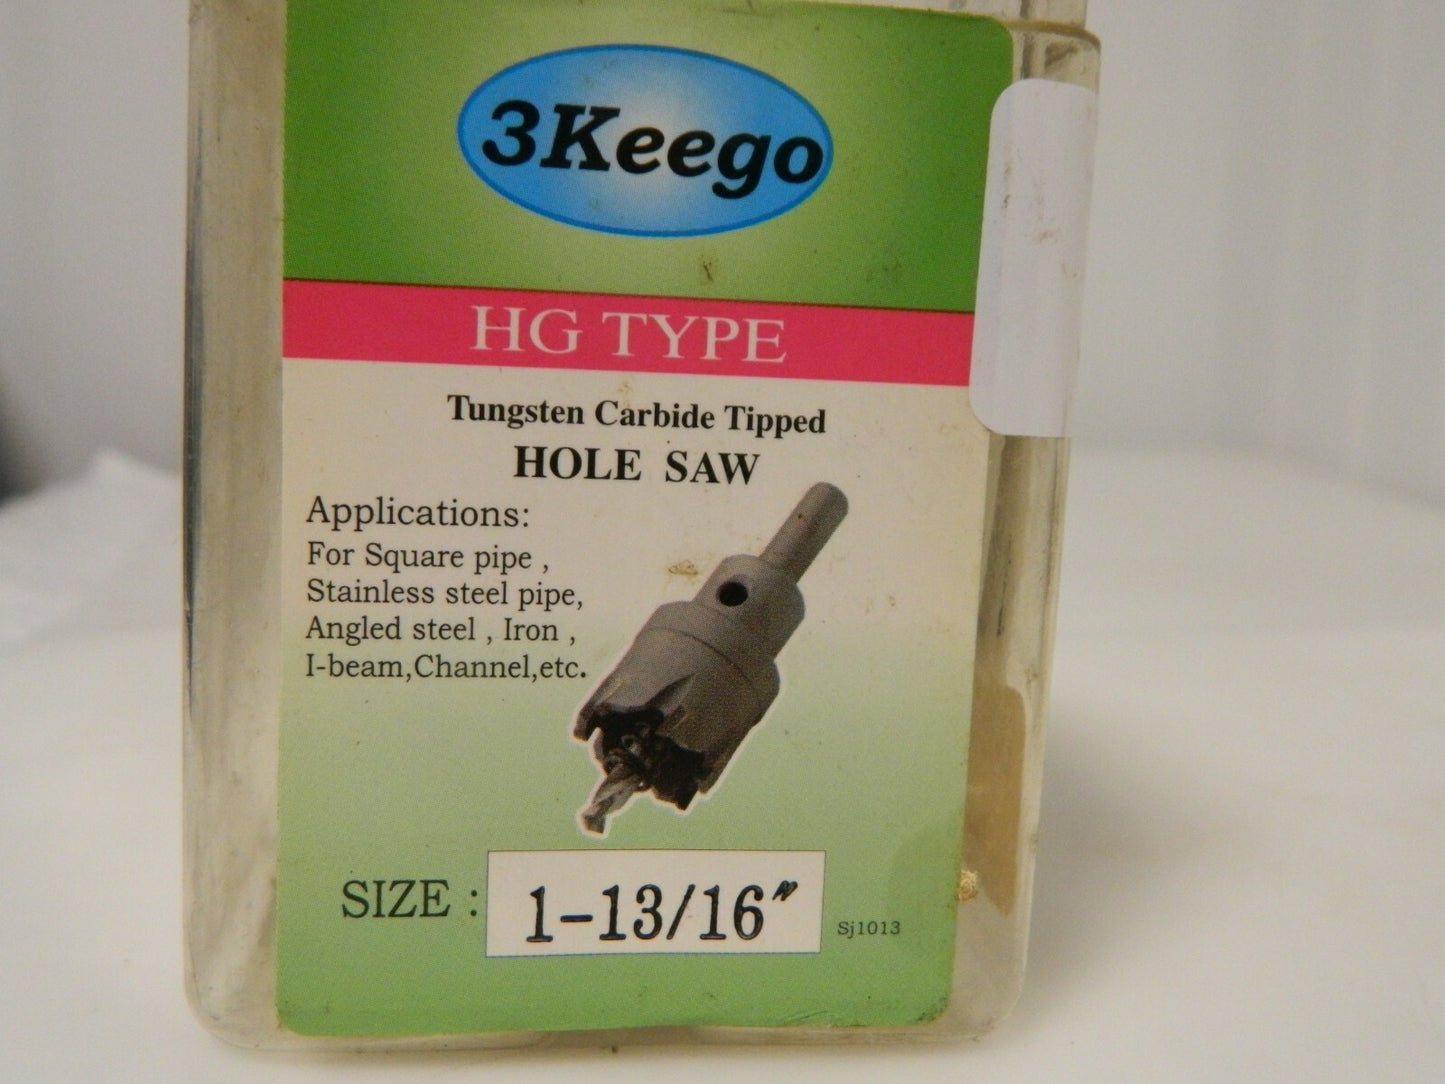 3Keego
HG TYPE
Tungsten Carbide Tipped
HOLE SAW
Applications:
For Square pipe ,
Stainless steel pipe,
Angled steel , Iron ,
I-beam,Channel,etc.
SIZE : 1-13/16"
Sj1013